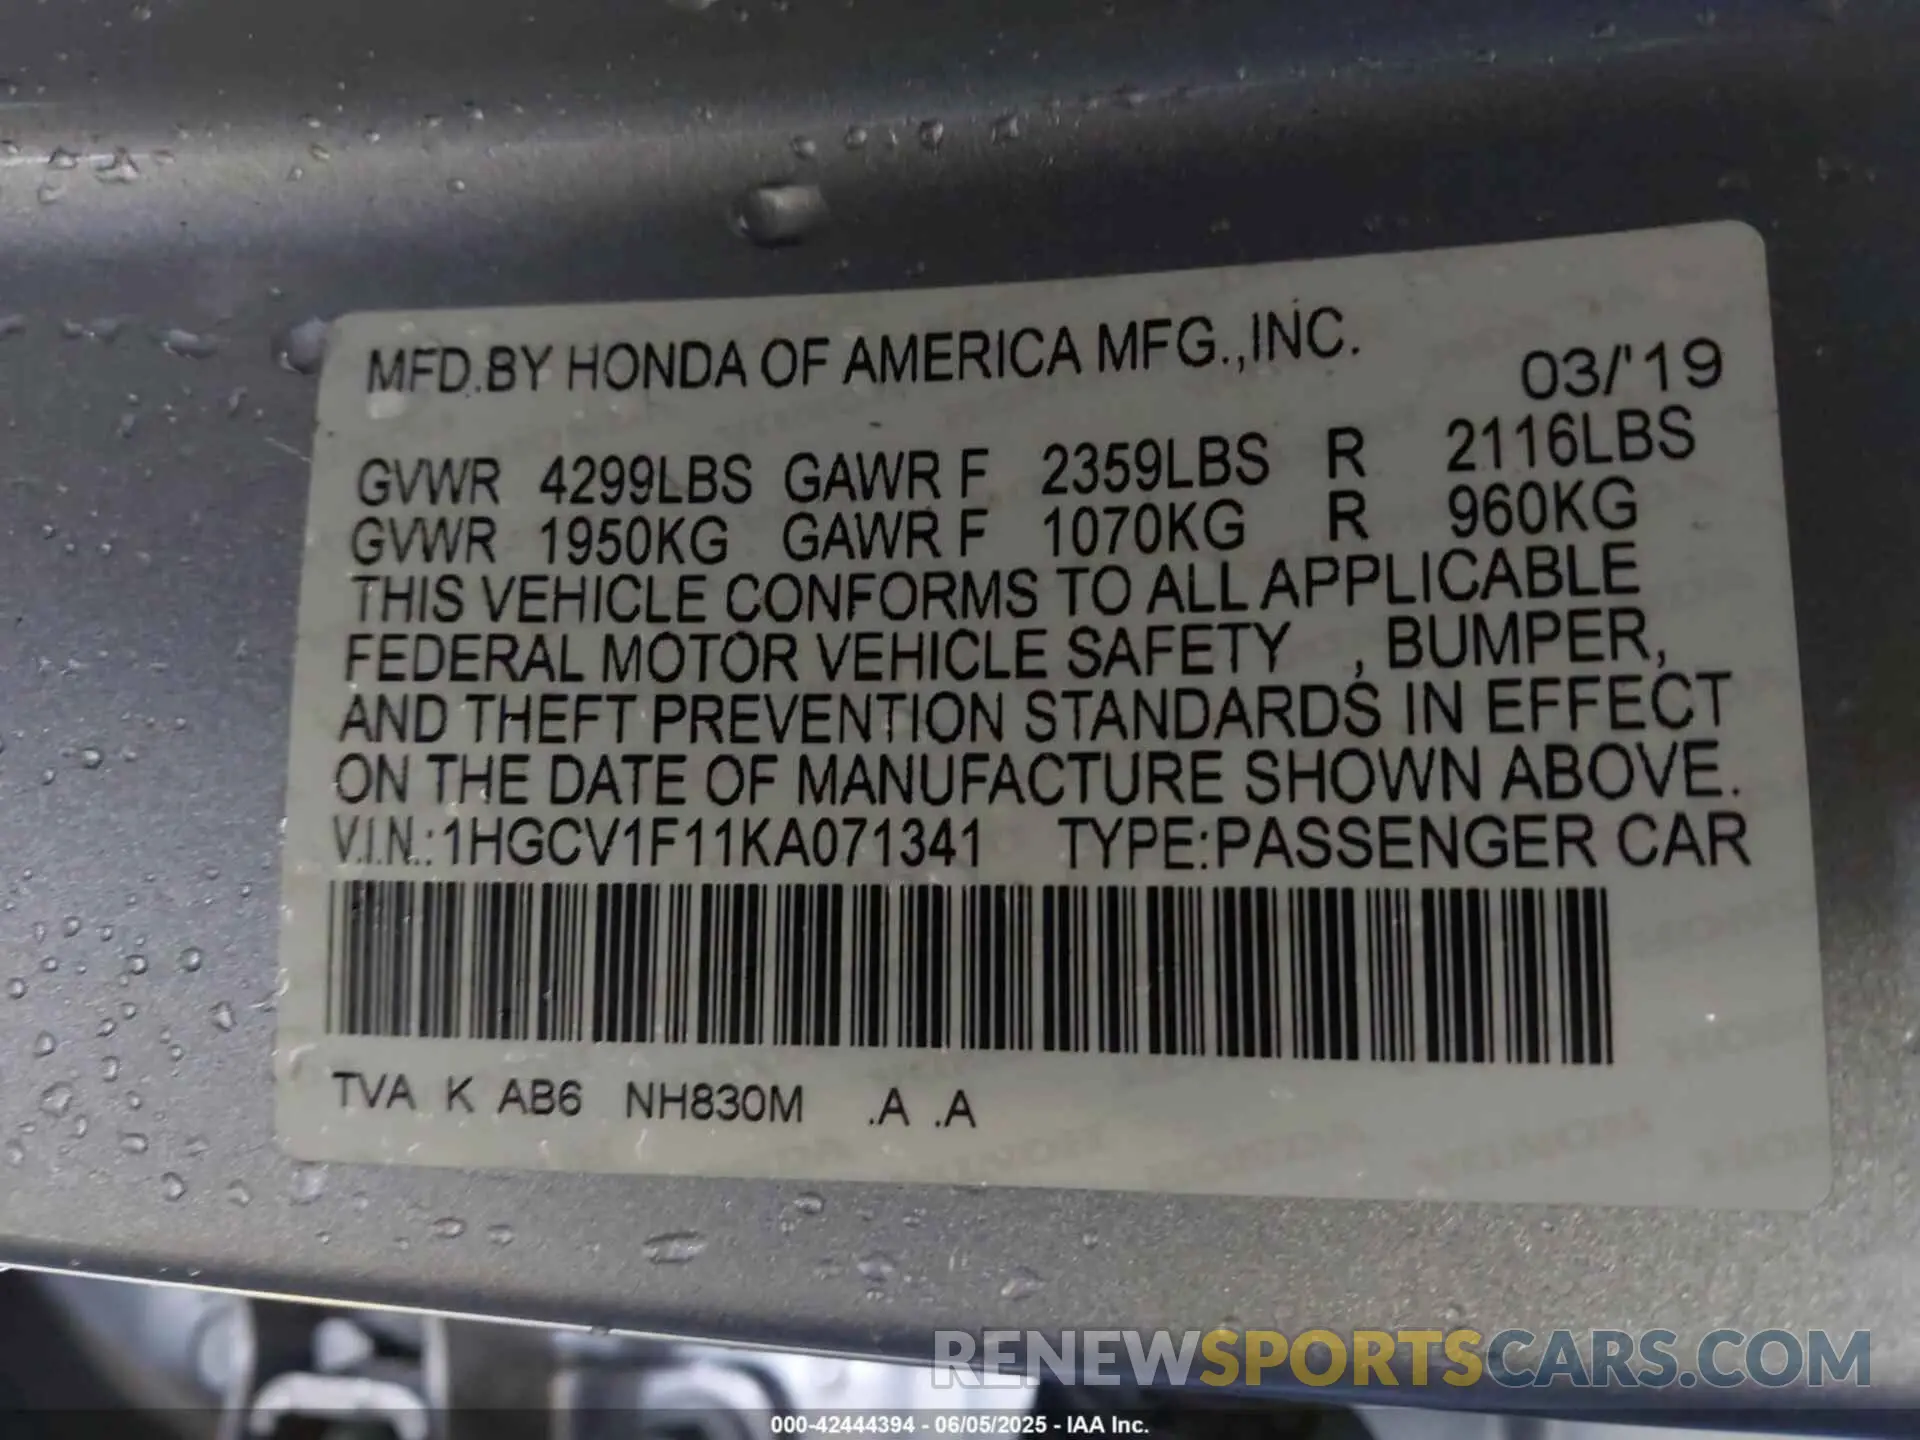 MFD.BY HONDA OF AMERICA MFG.,INC.
03/'19
GVWR 4299LBS GAWR F 2359LBS R 2116LBS
GVWR 1950KG GAWR F 1070KG R 960KG
THIS VEHICLE CONFORMS TO ALL APPLICABLE
FEDERAL MOTOR VEHICLE SAFETY , BUMPER,
AND THEFT PREVENTION STANDARDS IN EFFECT
ON THE DATE OF MANUFACTURE SHOWN ABOVE.
V.I.N.:1HGCV1F11KA071341 TYPE:PASSENGER CAR
TVA K AB6 NH830M .A .A
RENEWSPORTSCARS.COM
000-42444394 - 06/05/2025 - IAA Inc.